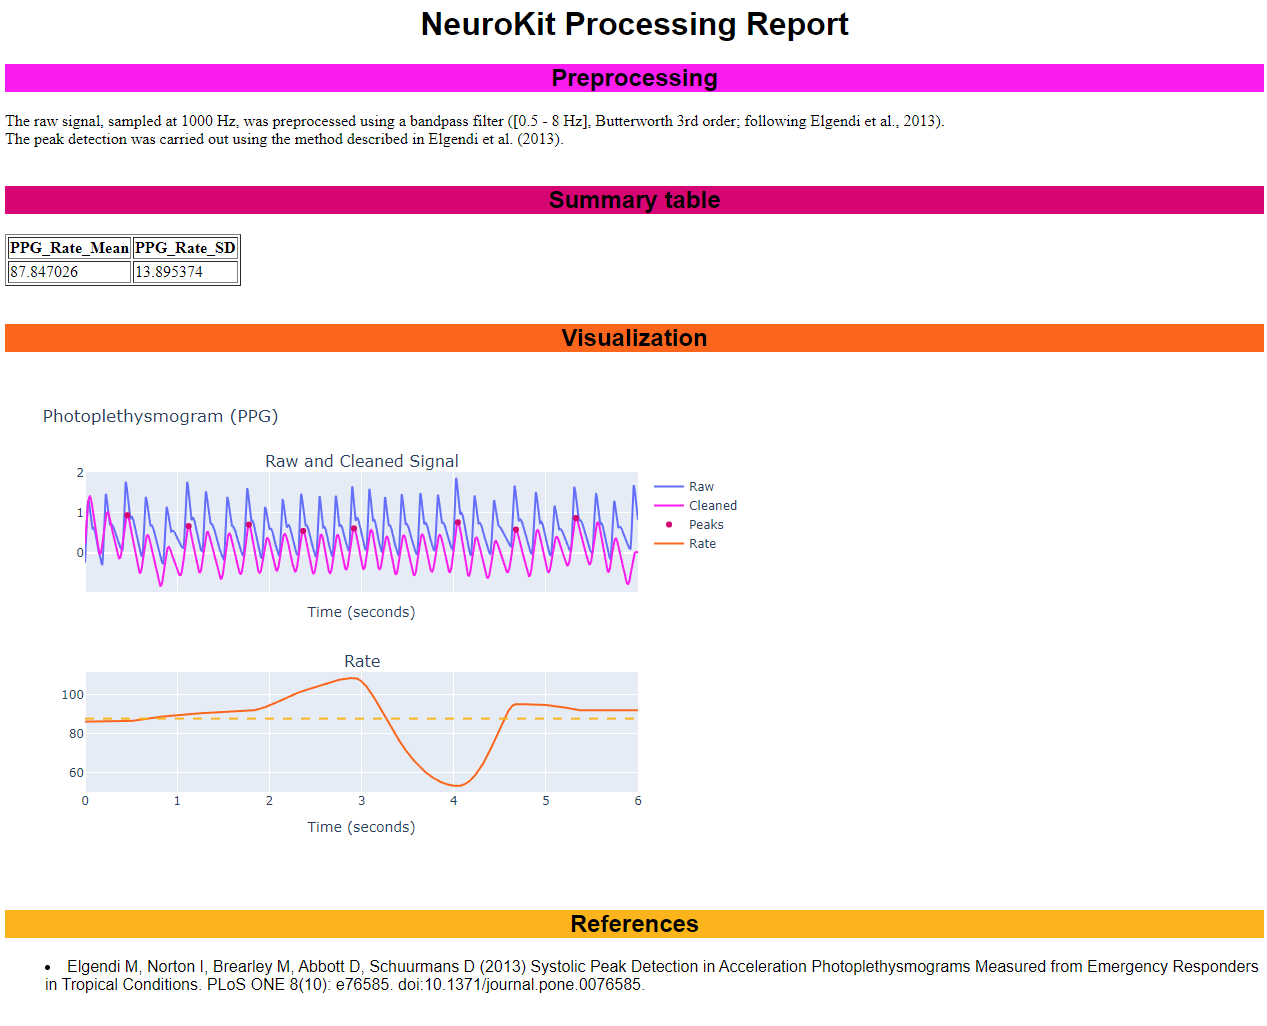 NeuroKit Processing Report
Preprocessing
The raw signal, sampled at 1000 Hz, was preprocessed using a bandpass filter ([0.5 - 8 Hz], Butterworth 3rd order; following Elgendi et al., 2013).
The peak detection was carried out using the method described in Elgendi et al. (2013).
Summary table
PPG_Rate_Mean PPG_Rate_SD
87.847026 13.895374
Visualization
Photoplethysmogram (PPG)
Raw and Cleaned Signal
2
1
0
Time (seconds)
Raw
Cleaned
Peaks
Rate
Rate
100
80
60
0 1 2 3 4 5 6
Time (seconds)
References
• Elgendi M, Norton I, Brearley M, Abbott D, Schuurmans D (2013) Systolic Peak Detection in Acceleration Photoplethysmograms Measured from Emergency Responders
in Tropical Conditions. PLoS ONE 8(10): e76585. doi:10.1371/journal.pone.0076585.